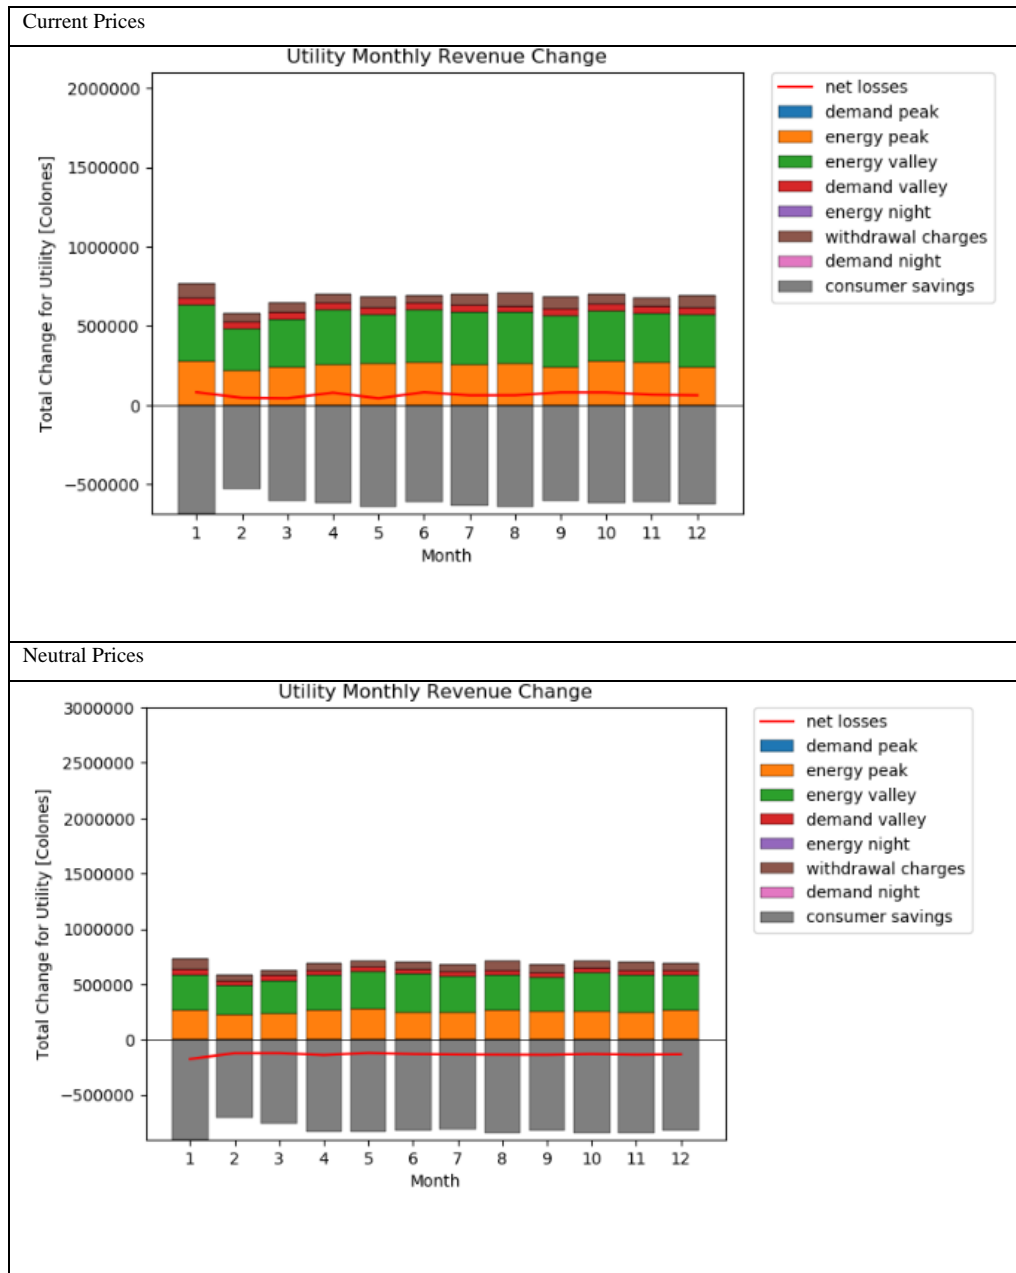 Current Prices
Utility Monthly Revenue Change
2000000
1500000
1000000
500000
0
−500000
Total Change for Utility [Colones]
1 2 3 4 5 6 7 8 9 10 11 12
Month
net losses
demand peak
energy peak
energy valley
demand valley
energy night
withdrawal charges
demand night
consumer savings
Neutral Prices
Utility Monthly Revenue Change
3000000
2500000
2000000
1500000
1000000
500000
0
−500000
Total Change for Utility [Colones]
1 2 3 4 5 6 7 8 9 10 11 12
Month
net losses
demand peak
energy peak
energy valley
demand valley
energy night
withdrawal charges
demand night
consumer savings